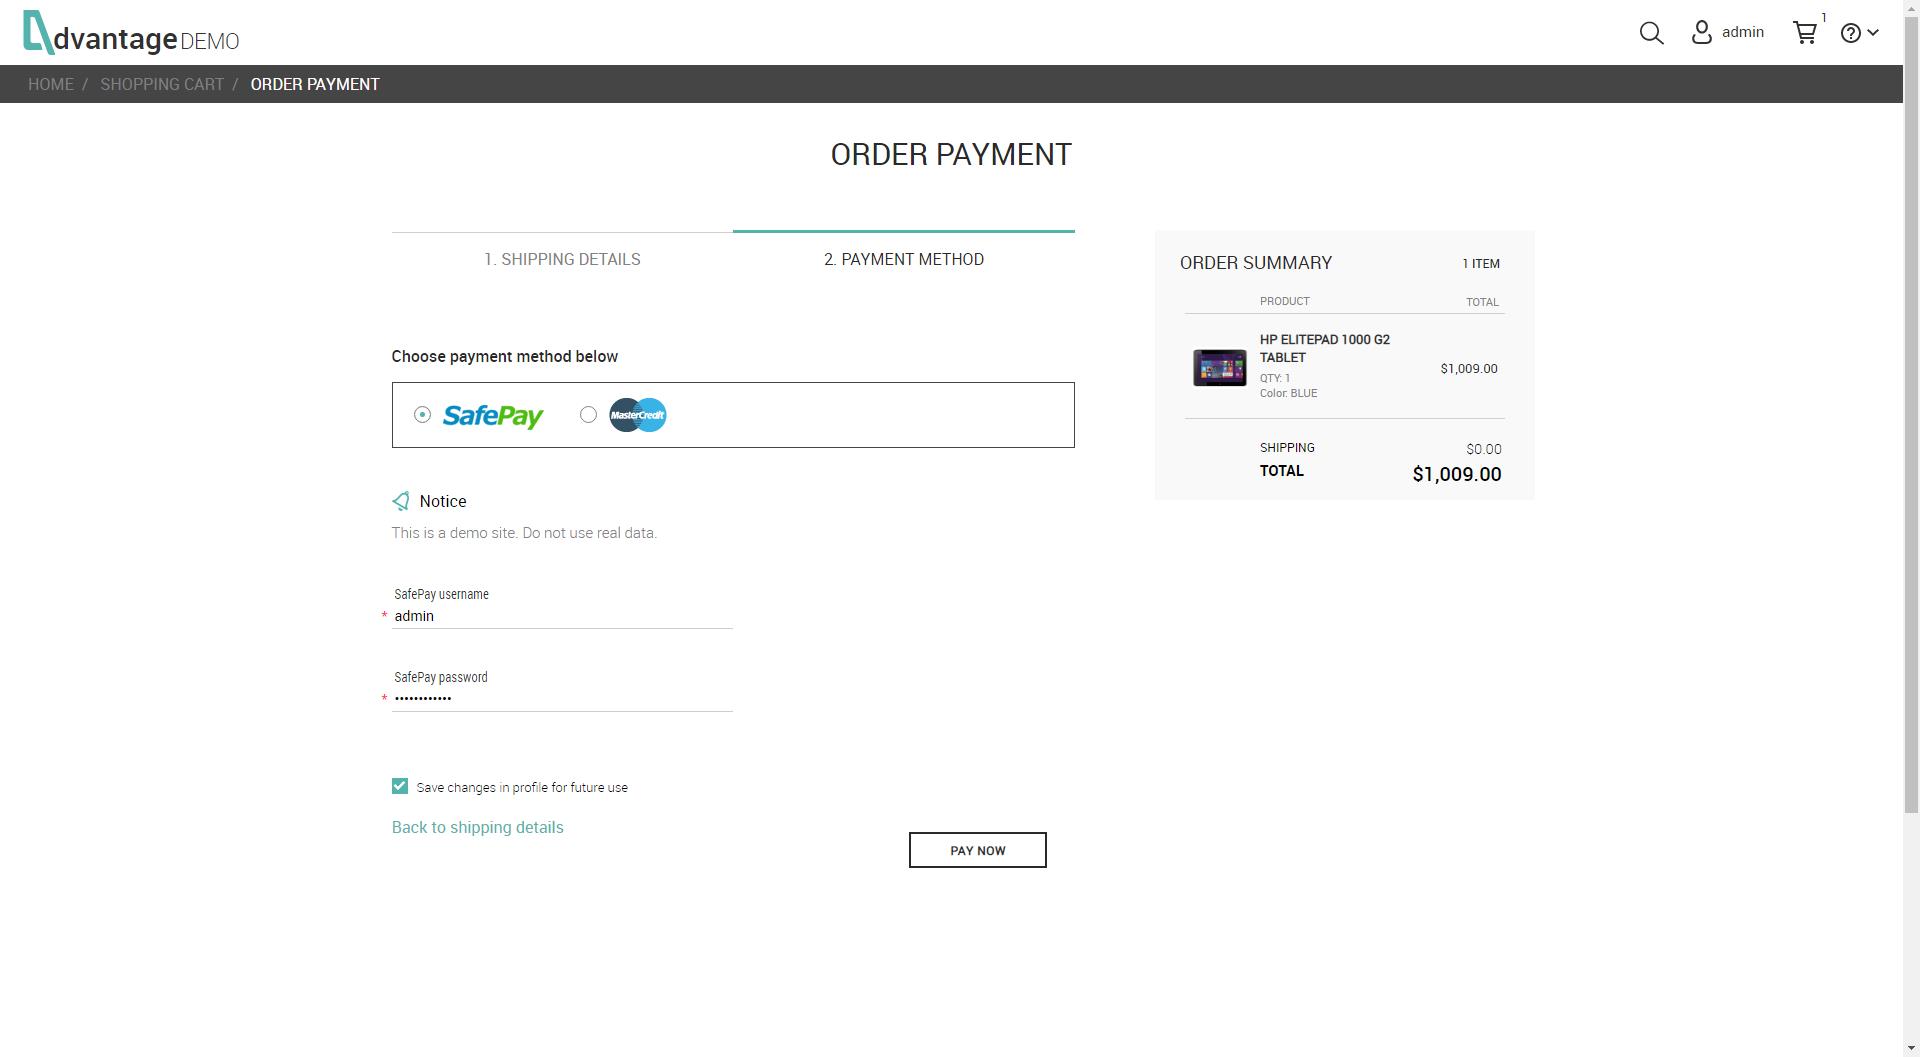 dvantage DEMO
admin
1
HOME / SHOPPING CART / ORDER PAYMENT
ORDER PAYMENT
1. SHIPPING DETAILS
2. PAYMENT METHOD
Choose payment method below
SafePay
MasterCredit
Notice
This is a demo site. Do not use real data.
SafePay username
* admin
SafePay password
* ••••••••••••
Save changes in profile for future use
Back to shipping details
PAY NOW
ORDER SUMMARY
1 ITEM
PRODUCT
TOTAL
HP ELITEPAD 1000 G2
TABLET
QTY: 1
Color: BLUE
$1,009.00
SHIPPING
$0.00
TOTAL
$1,009.00